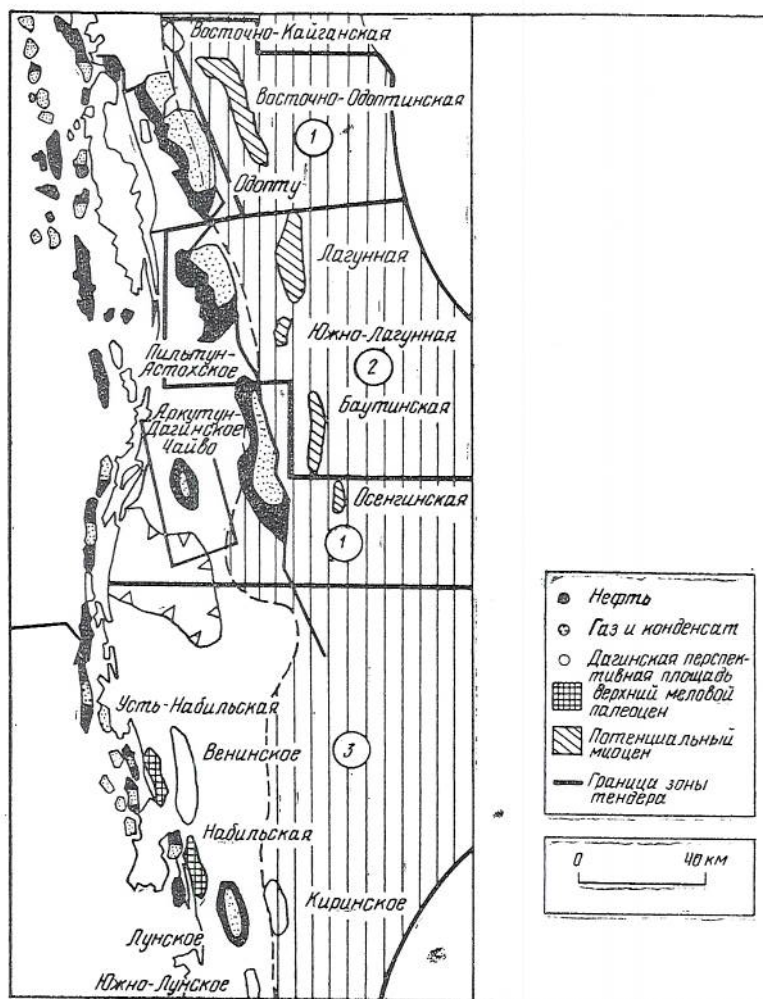 Восточно-Кайганская
Восточно-Одоптинская
1
Одопту
Лагунная
Южно-Лагунная
2
Пильтун-
Астохское
Баутинская
Аркутун-
Дагинское
Чайво
Осенгинская
1
Усть-Набильская
Венинское
3
Набильская
Киринское
Лунское
Южно-Лунское
Нефть
Газ и конденсат
Дагинская перспек-
тивная площадь
Верхний меловой
палеоцен
Потенциальный
миоцен
Граница зоны
тендера
0 40 км